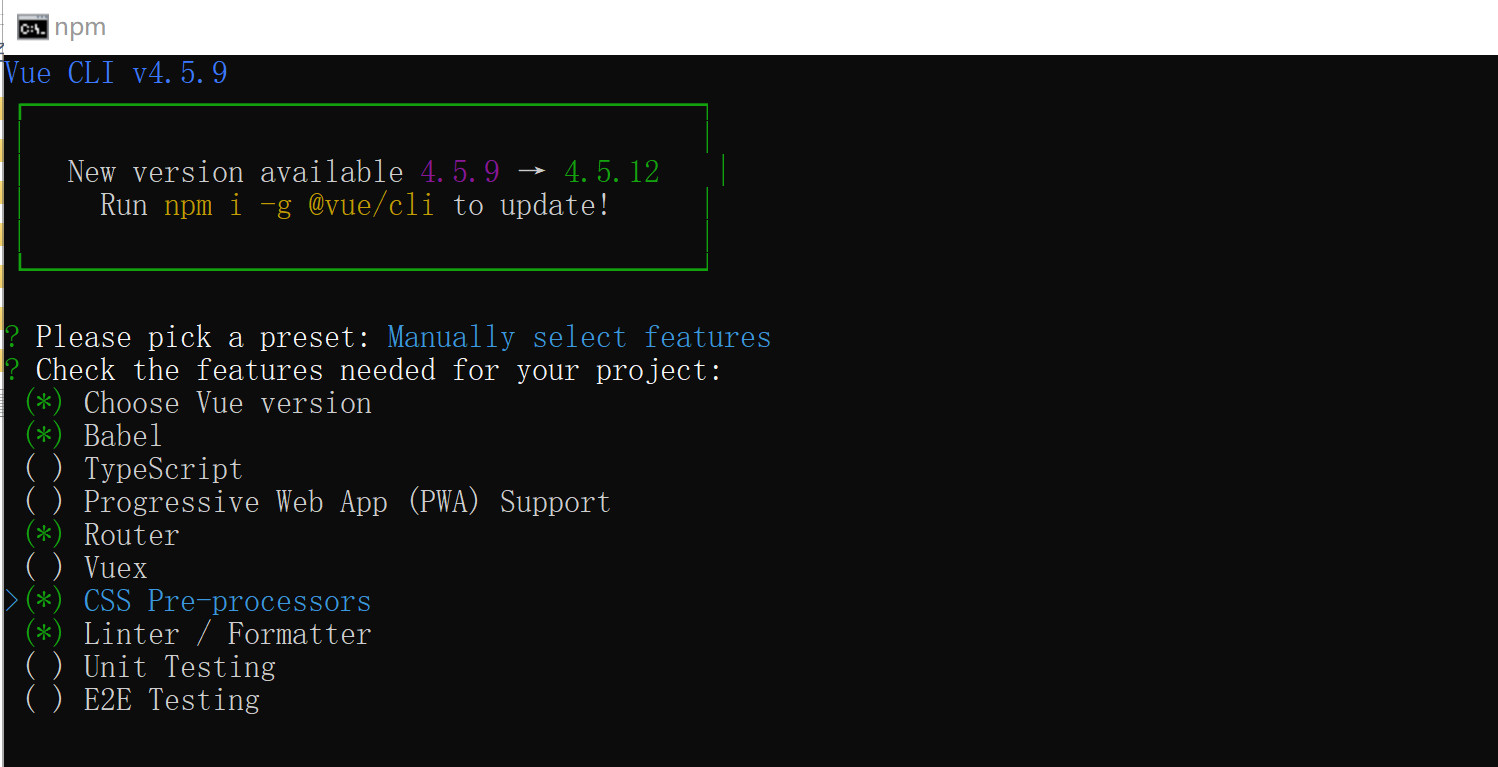 npm
Vue CLI v4.5.9
New version available 4.5.9 → 4.5.12
Run npm i -g @vue/cli to update!
? Please pick a preset: Manually select features
? Check the features needed for your project:
(*) Choose Vue version
(*) Babel
( ) TypeScript
( ) Progressive Web App (PWA) Support
(*) Router
( ) Vuex
>(*) CSS Pre-processors
(*) Linter / Formatter
( ) Unit Testing
( ) E2E Testing